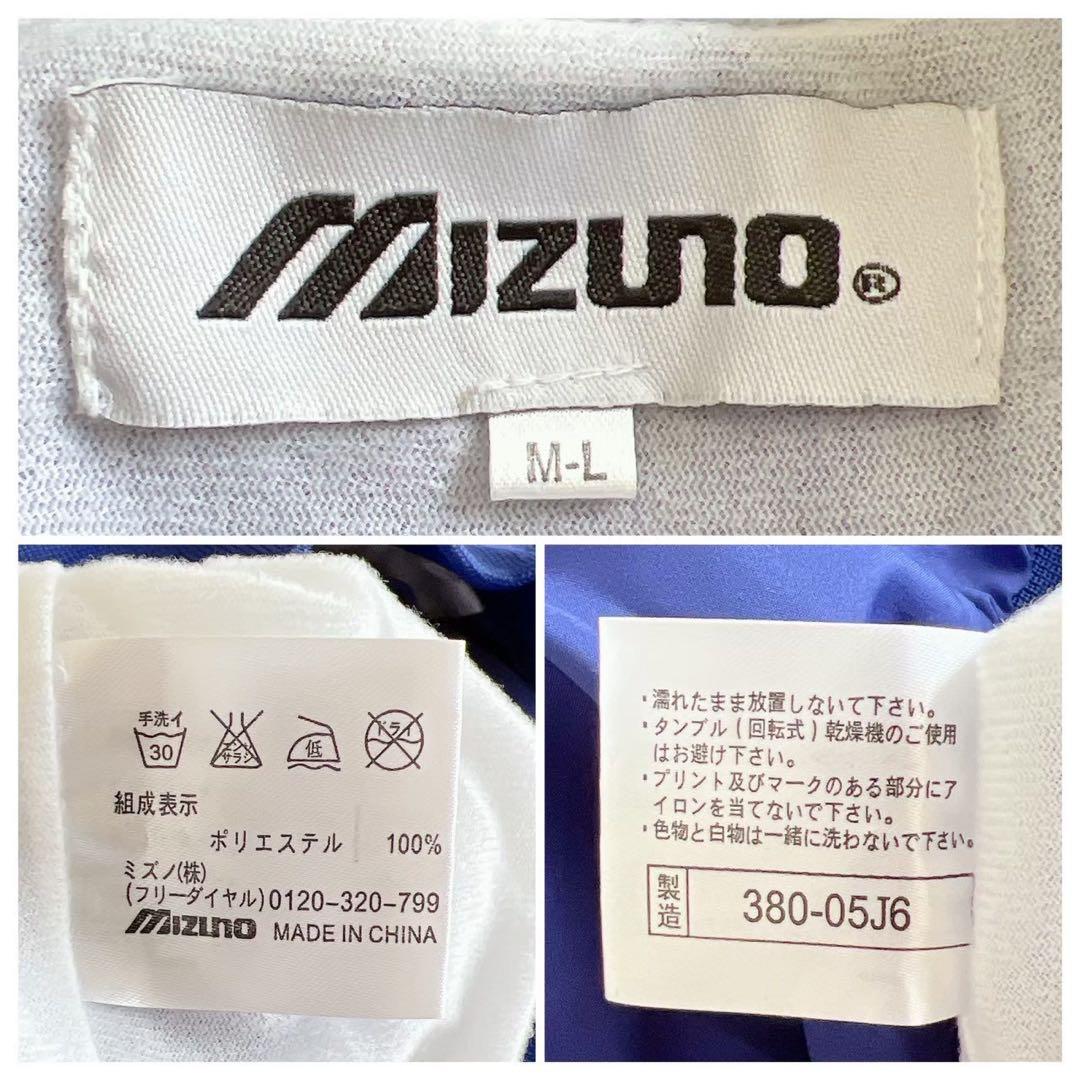 MIZUNO®
M-L
手洗イ
30
エンソ
サラシ
低
ドライ
組成表示
ポリエステル 100%
ミズノ(株)
(フリーダイヤル)0120-320-799
MIZUNO MADE IN CHINA
・濡れたまま放置しないて下さい。
・タンブル(回転式)乾燥機のご使用
はお避け下さい。
・プリント及びマークのある部分にア
イロンを当てないで下さい。
・色物と白物は一緒に洗わないで下さい。
製造 380-05J6